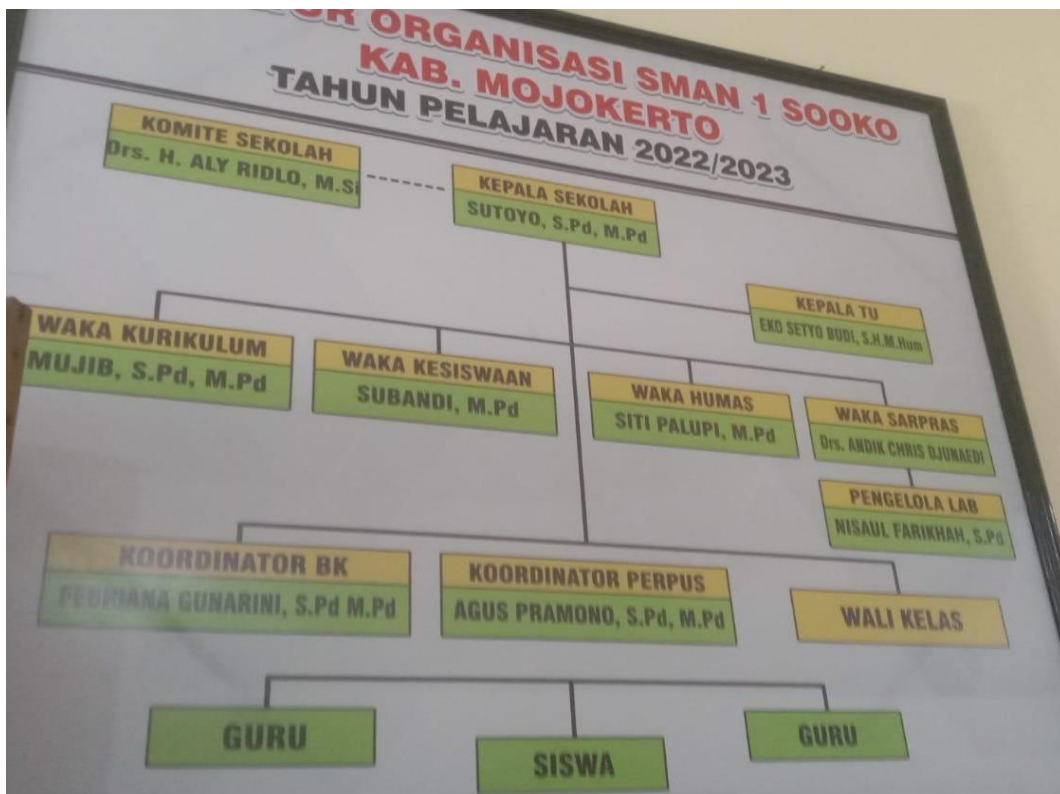 ORGANISASI SMAN 1 SOOKO
KAB. MOJOKERTO
TAHUN PELAJARAN 2022/2023
KOMITE SEKOLAH
Drs. H. ALY RIDLO, M.Si
KEPALA SEKOLAH
SUTOYO, S.Pd, M.Pd
KEPALA TU
EKO SETYO BUDI, S.H.M.Hum
WAKA KURIKULUM
MUJIB, S.Pd, M.Pd
WAKA KESISWAAN
SUBANDI, M.Pd
WAKA HUMAS
SITI PALUPI, M.Pd
WAKA SARPRAS
Drs. ANDIK CHRIS DJUNAEDI
PENGELOLA LAB
NISAUL FARIKHAH, S.Pd
KOORDINATOR BK
GUNARINI, S.Pd M.Pd
KOORDINATOR PERPUS
AGUS PRAMONO, S.Pd, M.Pd
WALI KELAS
GURU
SISWA
GURU